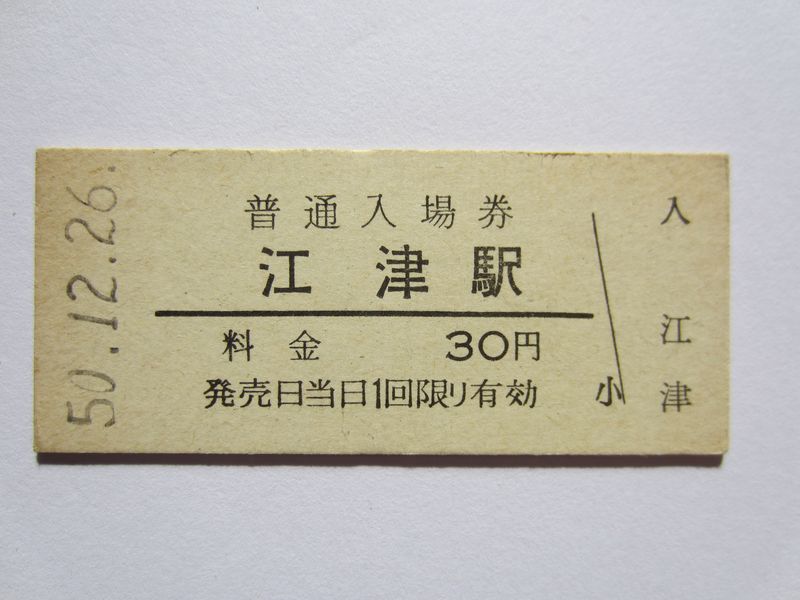 50.12.26.
普通入場券
江津駅
料金 30円
発売日当日1回限り有効
小
入
江津